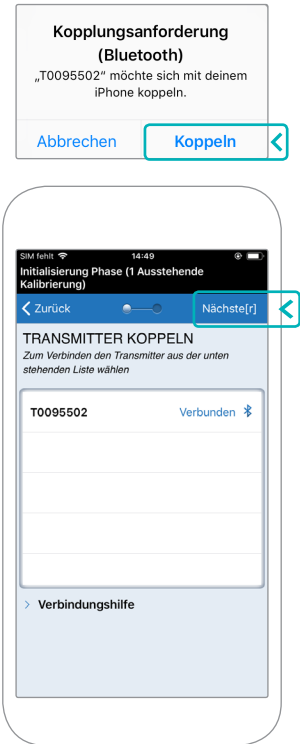 Kopplungsanforderung
(Bluetooth)
„T0095502" möchte sich mit deinem
iPhone koppeln.
Abbrechen Koppeln
SIM fehlt 14:49
Initialisierung Phase (1 Ausstehende
Kalibrierung)
Zurück Nächste[r]
TRANSMITTER KOPPELN
Zum Verbinden den Transmitter aus der unten
stehenden Liste wählen
T0095502 Verbunden
Verbindungshilfe